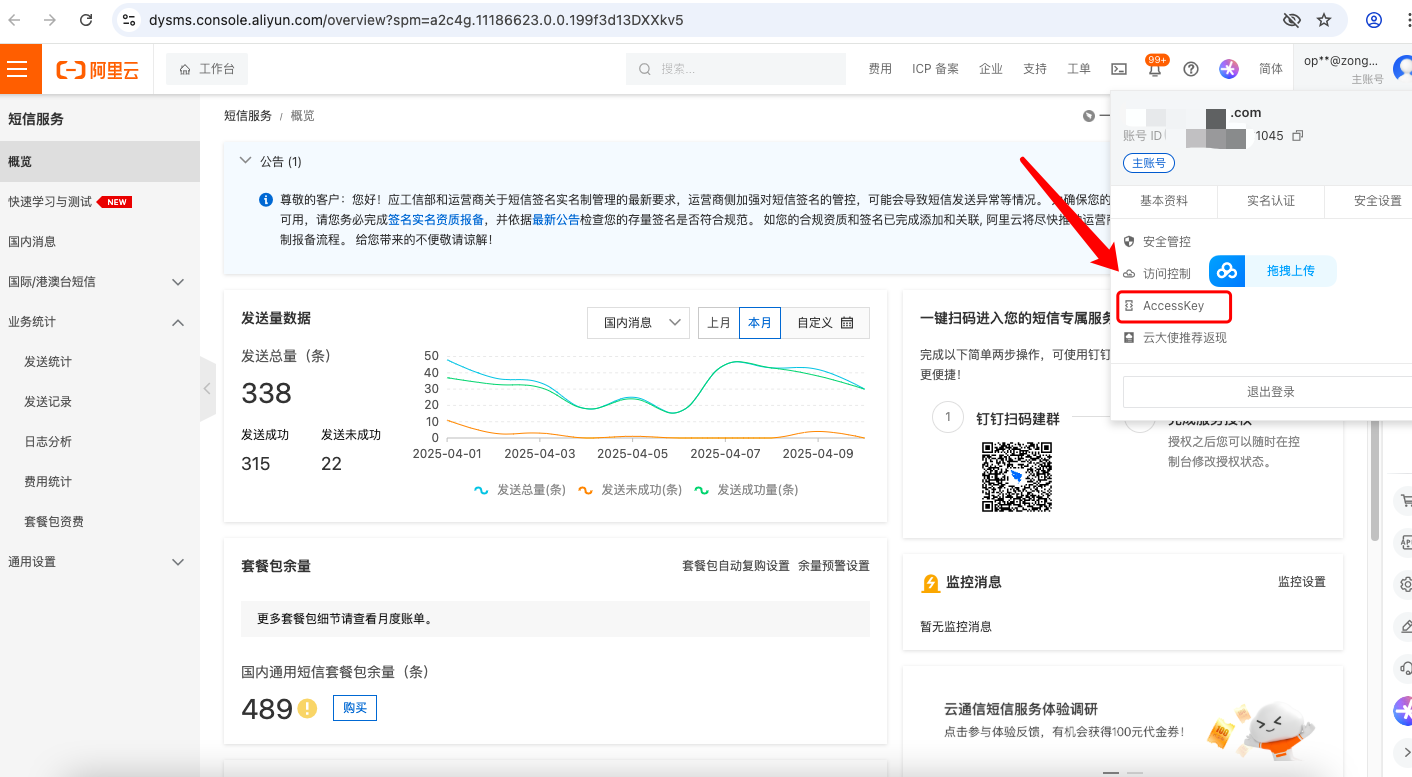 dysms.console.aliyun.com/overview?spm=a2c4g.11186623.0.0.199f3d13DXXkv5
阿里云
工作台
搜索...
费用
ICP 备案
企业
支持
工单
99+
简体
op**@zong...
主账号
短信服务
概览
快速学习与测试
NEW
国内消息
国际/港澳台短信
业务统计
发送统计
发送记录
日志分析
费用统计
套餐包资费
通用设置
短信服务 / 概览
公告 (1)
尊敬的客户：您好！应工信部和运营商关于短信签名实名制管理的最新要求，运营商侧加强对短信签名的管控，可能会导致短信发送异常等情况。
确保您的
可用，请您务必完成签名实名资质报备，并依据最新公告检查您的存量签名是否符合规范。 如您的合规资质和签名已完成添加和关联, 阿里云将尽快推
运营商
制报备流程。 给您带来的不便敬请谅解！
.com
账号 ID
1045
主账号
基本资料
实名认证
安全设置
安全管控
访问控制
拖拽上传
AccessKey
云大使推荐返现
退出登录
发送量数据
国内消息
上月
本月
自定义
发送总量（条）
338
发送成功
发送未成功
315
22
50
40
30
20
10
0
2025-04-01
2025-04-03
2025-04-05
2025-04-07
2025-04-09
发送总量(条)
发送未成功(条)
发送成功量(条)
一键扫码进入您的短信专属服务
完成以下简单两步操作，可使用钉钉
更便捷！
1
钉钉扫码建群
完成服务授权
授权之后您可以随时在控
制台修改授权状态。
套餐包余量
套餐包自动复购设置
余量预警设置
更多套餐包细节请查看月度账单。
国内通用短信套餐包余量（条）
489
购买
监控消息
监控设置
暂无监控消息
云通信短信服务体验调研
点击参与体验反馈，有机会获得100元代金券！
100